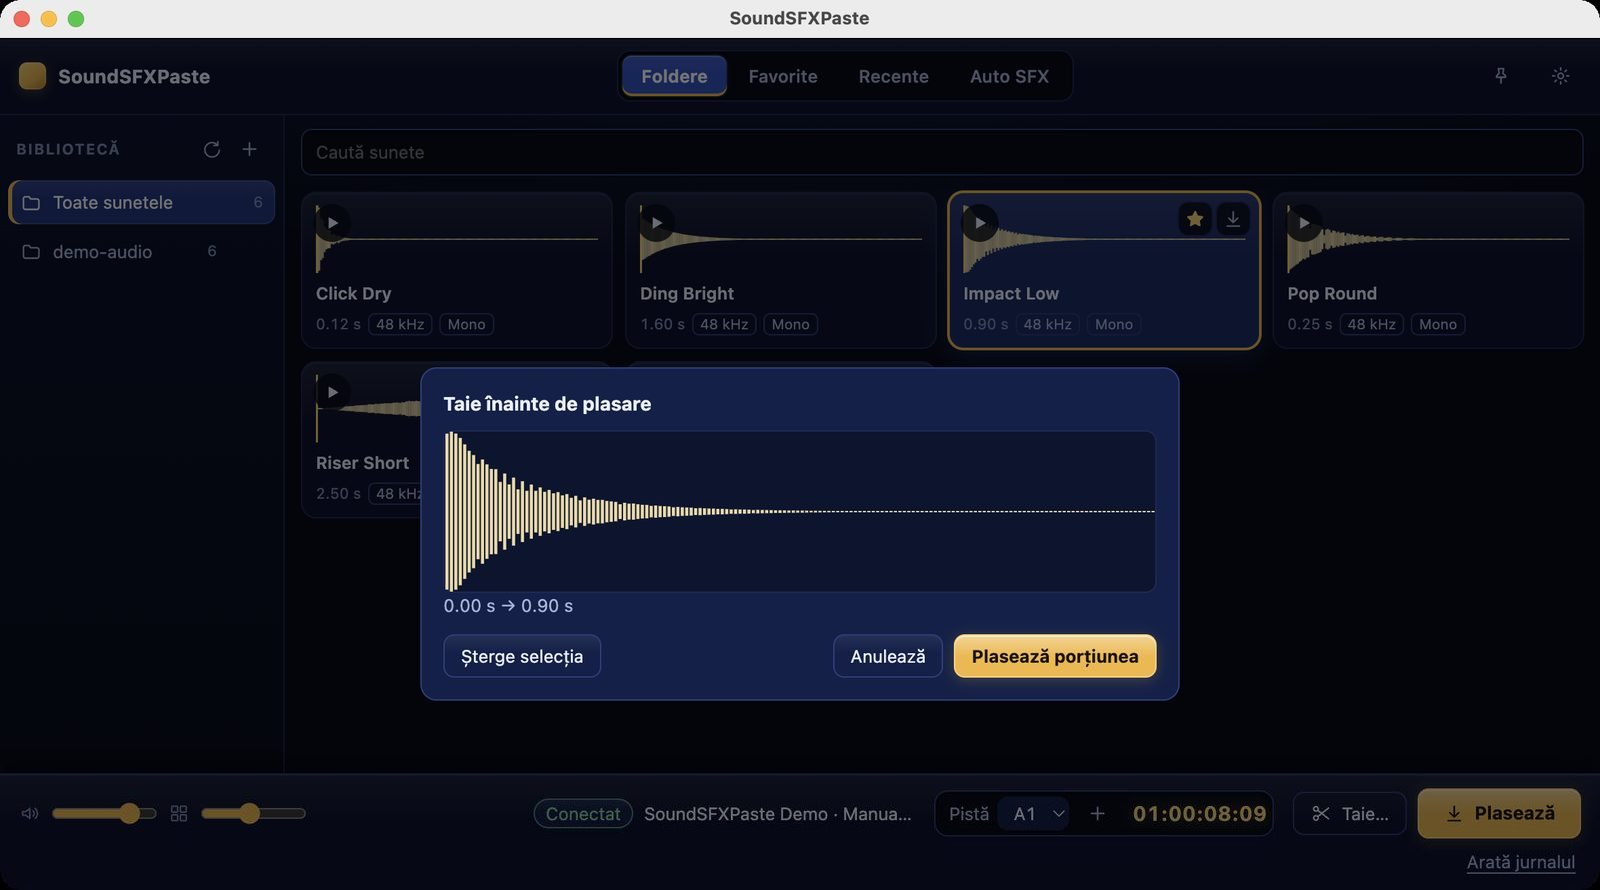 SoundSFXPaste
SoundSFXPaste
Foldere
Favorite
Recente
Auto SFX
BIBLIOTECĂ
Toate sunetele 6
demo-audio 6
Caută sunete
Click Dry
0.12 s 48 kHz Mono
Ding Bright
1.60 s 48 kHz Mono
Impact Low
0.90 s 48 kHz Mono
Pop Round
0.25 s 48 kHz Mono
Riser Short
2.50 s 48 kHz
Taie înainte de plasare
0.00 s → 0.90 s
Șterge selecția
Anulează
Plasează porțiunea
Conectat
SoundSFXPaste Demo · Manua...
Pistă A1 + 01:00:08:09
Taie...
Plasează
Arată jurnalul